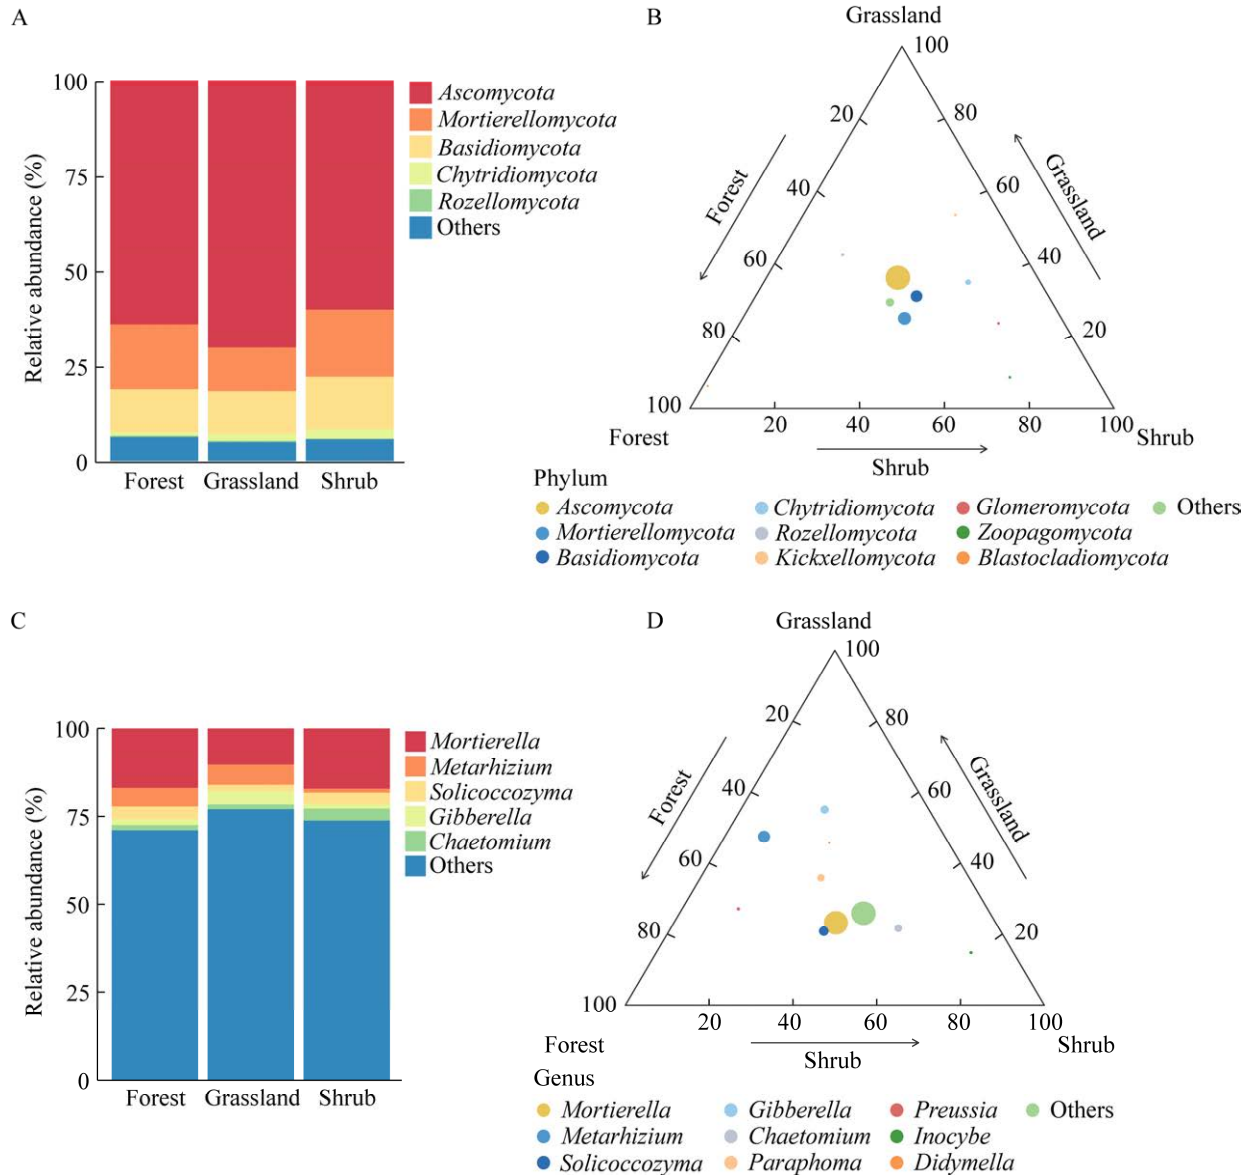 A
Relative abundance (%)
100
75
50
25
0
Forest Grassland Shrub
Ascomycota
Mortierellomycota
Basidiomycota
Chytridiomycota
Rozellomycota
Others
B
Grassland
100
20 80
Forest Grassland
40 60
60 40
80 20
100
20 40 60 80 100
Forest Shrub
Shrub
Phylum
Ascomycota Chytridiomycota Glomeromycota Others
Mortierellomycota Rozellomycota Zoopagomycota
Basidiomycota Kickxellomycota Blastocladiomycota
C
Relative abundance (%)
100
75
50
25
0
Forest Grassland Shrub
Mortierella
Metarhizium
Solicoccozyma
Gibberella
Chaetomium
Others
D
Grassland
100
20 80
Forest Grassland
40 60
60 40
80 20
100
20 40 60 80 100
Forest Shrub
Shrub
Genus
Mortierella Gibberella Preussia Others
Metarhizium Chaetomium Inocybe
Solicoccozyma Paraphoma Didymella